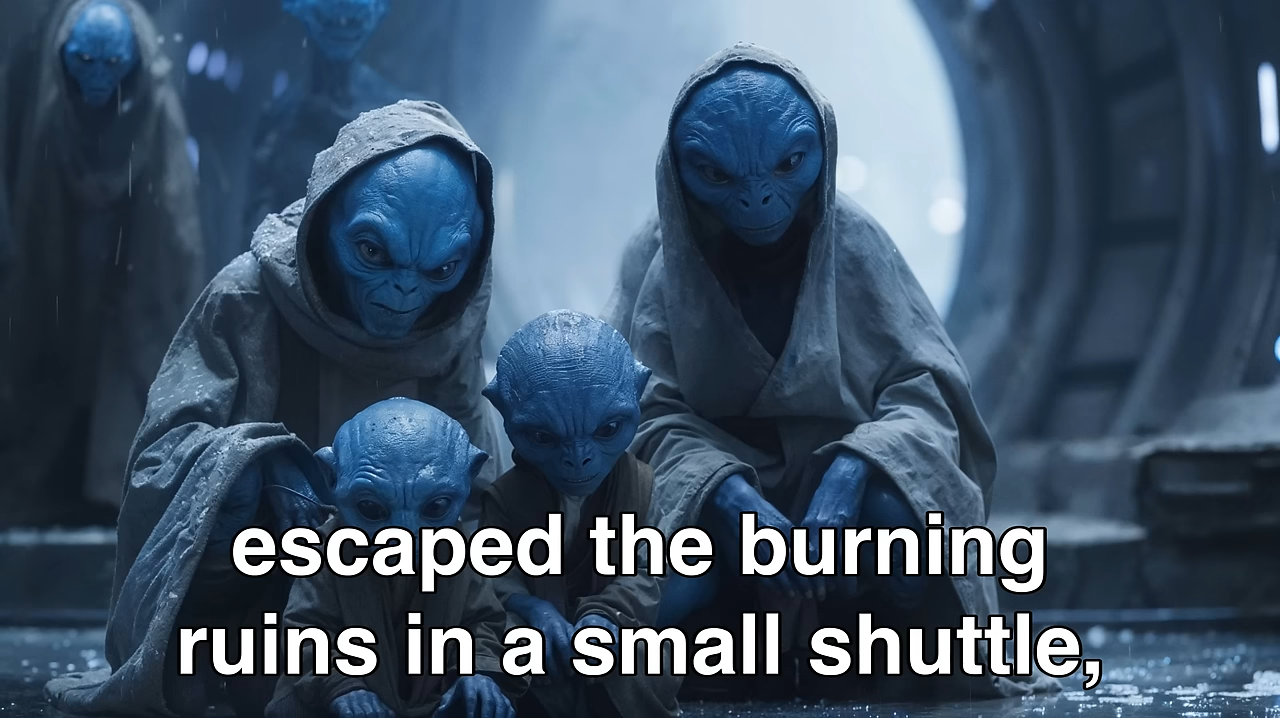 escaped the burning
ruins in a small shuttle,